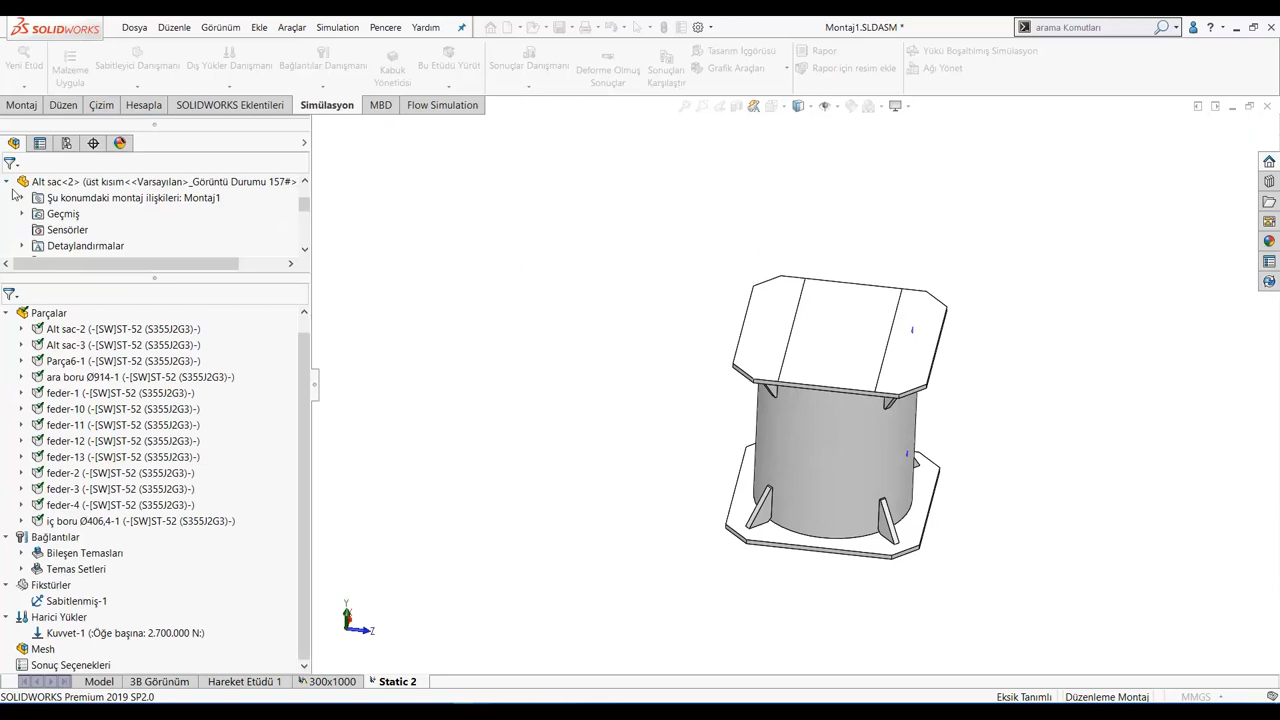 SOLIDWORKS Dosya Düzenle Görünüm Ekle Araçlar Simulation Pencere Yardım Montaj1.SLDASM * arama Komutları ?
Yeni Etüd Malzeme Uygula Sabitleyici Danışmanı Dış Yükler Danışmanı Bağlantılar Danışmanı Kabuk Yöneticisi Bu Etüdü Yürüt Sonuçlar Danışmanı Deforme Olmuş Sonuçlar Sonuçları Karşılaştır Tasarım İçgörüsü Rapor Yükü Boşaltılmış Simülasyon
Grafik Araçları Rapor için resim ekle Ağı Yönet
Montaj Düzen Çizim Hesapla SOLIDWORKS Eklentileri Simülasyon MBD Flow Simulation
Alt sac<2> (üst kısım<<Varsayılan>_Görüntü Durumu 157#>
Şu konumdaki montaj ilişkileri: Montaj1
Geçmiş
Sensörler
Detaylandırmalar
Parçalar
Alt sac-2 (-[SW]ST-52 (S355J2G3)-)
Alt sac-3 (-[SW]ST-52 (S355J2G3)-)
Parça6-1 (-[SW]ST-52 (S355J2G3)-)
ara boru Ø914-1 (-[SW]ST-52 (S355J2G3)-)
feder-1 (-[SW]ST-52 (S355J2G3)-)
feder-10 (-[SW]ST-52 (S355J2G3)-)
feder-11 (-[SW]ST-52 (S355J2G3)-)
feder-12 (-[SW]ST-52 (S355J2G3)-)
feder-13 (-[SW]ST-52 (S355J2G3)-)
feder-2 (-[SW]ST-52 (S355J2G3)-)
feder-3 (-[SW]ST-52 (S355J2G3)-)
feder-4 (-[SW]ST-52 (S355J2G3)-)
iç boru Ø406,4-1 (-[SW]ST-52 (S355J2G3)-)
Bağlantılar
Bileşen Temasları
Temas Setleri
Fikstürler
Sabitlenmiş-1
Harici Yükler
Kuvvet-1 (:Öğe başına: 2.700.000 N:)
Mesh
Sonuç Seçenekleri
Y
Z
Model 3B Görünüm Hareket Etüdü 1 300x1000 Static 2
SOLIDWORKS Premium 2019 SP2.0 Eksik Tanımlı Düzenleme Montaj MMGS